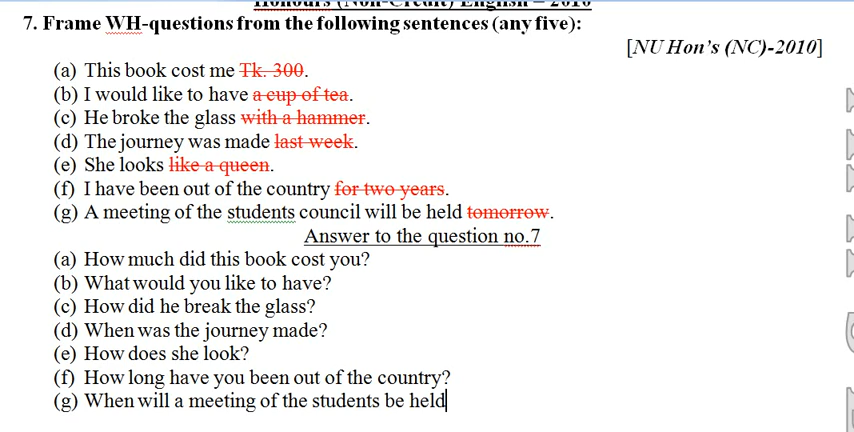 Honours (Non-Credit) English – 2010
7. Frame WH-questions from the following sentences (any five):
[NU Hon's (NC)-2010]
(a) This book cost me Tk. 300.
(b) I would like to have a cup of tea.
(c) He broke the glass with a hammer.
(d) The journey was made last week.
(e) She looks like a queen.
(f) I have been out of the country for two years.
(g) A meeting of the students council will be held tomorrow.
Answer to the question no.7
(a) How much did this book cost you?
(b) What would you like to have?
(c) How did he break the glass?
(d) When was the journey made?
(e) How does she look?
(f) How long have you been out of the country?
(g) When will a meeting of the students be held